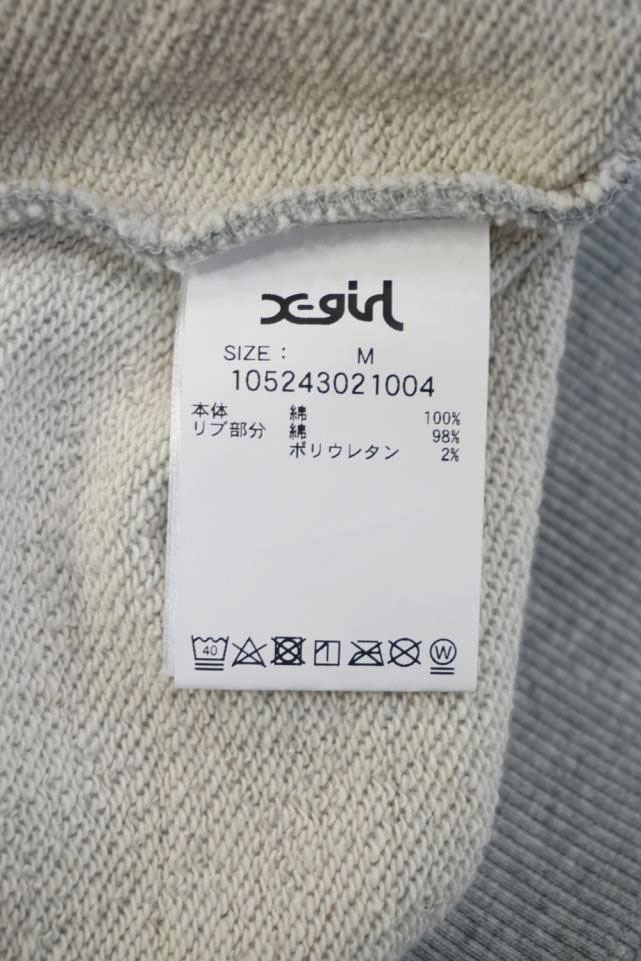 X-girl
SIZE : M
105243021004
本体 綿 100%
リブ部分 綿 98%
ポリウレタン 2%
40 W